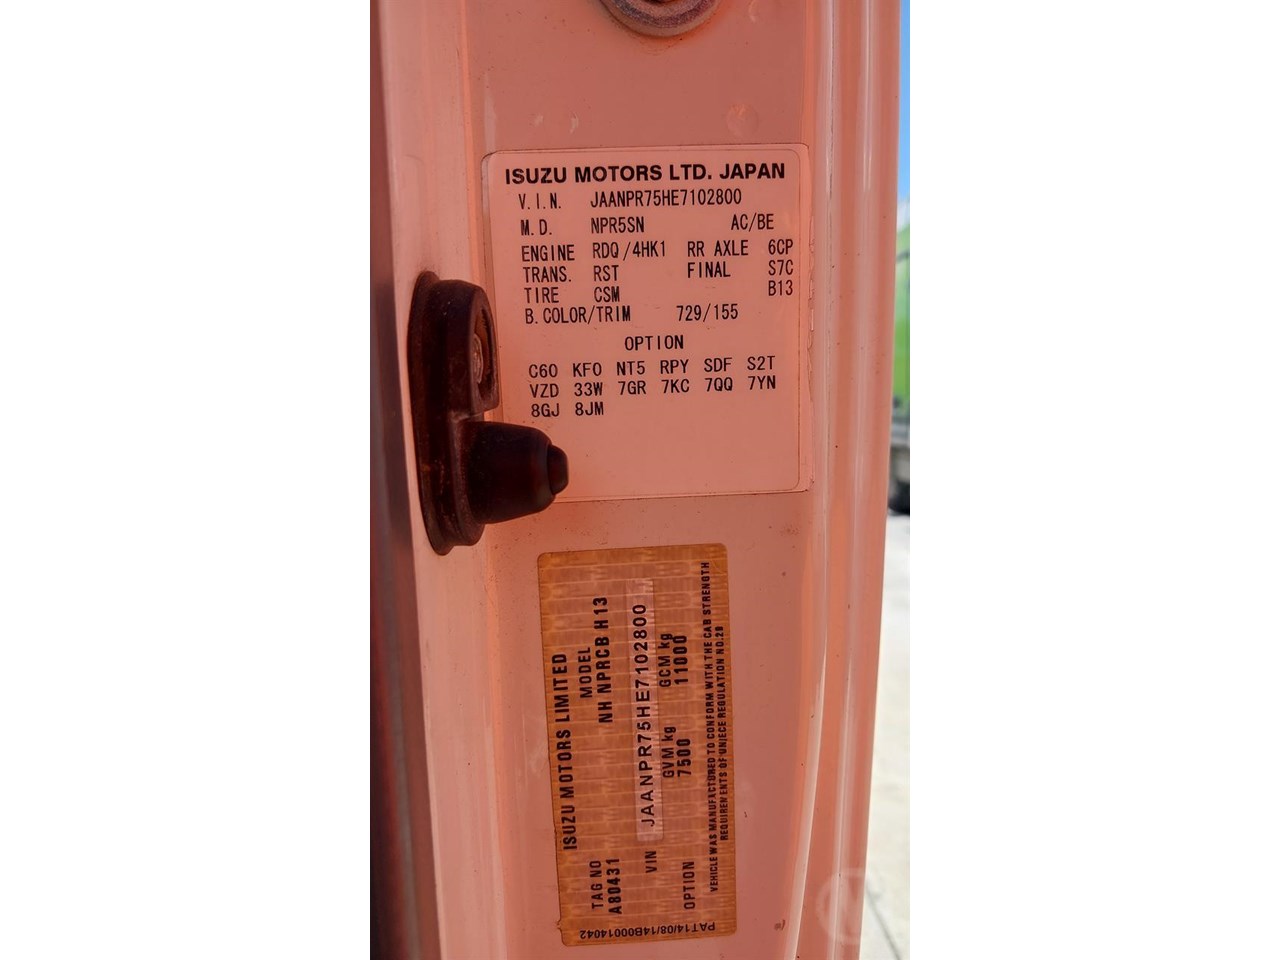 ISUZU MOTORS LTD. JAPAN
V.I.N. JAANPR75HE7102800
M.D. NPR5SN AC/BE
ENGINE RDQ/4HK1 RR AXLE 6CP
TRANS. RST FINAL S7C
TIRE CSM B13
B.COLOR/TRIM 729/155
OPTION
C60 KFO NT5 RPY SDF S2T
VZD 33W 7GR 7KC 7QQ 7YN
8GJ 8JM
ISUZU MOTORS LIMITED
TAG NO MODEL
A80431 NH NPRCB H13
VIN JAANPR75HE7102800
GVM kg GCM kg
OPTION 7500 11000
VEHICLE WAS MANUFACTURED TO CONFORM WITH THE CAB STRENGTH
REQUIREMENTS OF UN/ECE REGULATION NO.29
PAT14/08/14B00014042